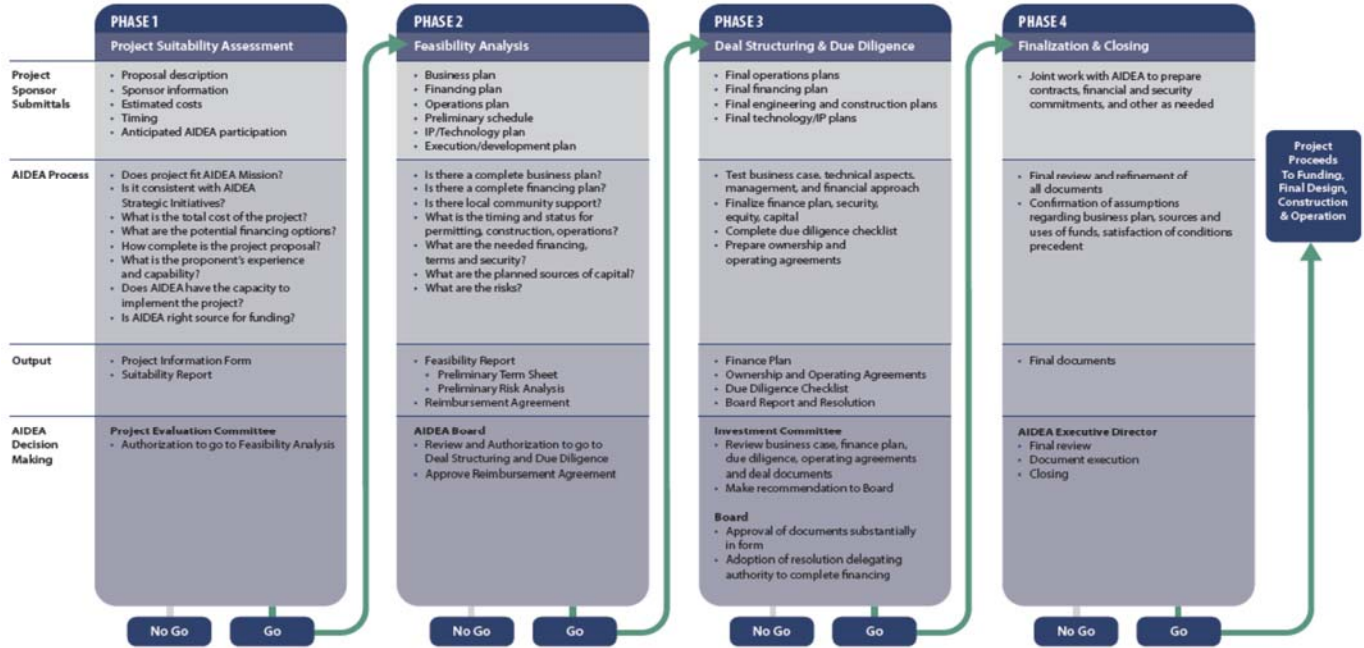 PHASE 1
Project Suitability Assessment
PHASE 2
Feasibility Analysis
PHASE 3
Deal Structuring & Due Diligence
PHASE 4
Finalization & Closing
Project
Sponsor
Submittals
• Proposal description
• Sponsor information
• Estimated costs
• Timing
• Anticipated AIDEA participation
• Business plan
• Financing plan
• Operations plan
• Preliminary schedule
• IP/Technology plan
• Execution/development plan
• Final operations plans
• Final financing plan
• Final engineering and construction plans
• Final technology/IP plans
• Joint work with AIDEA to prepare
contracts, financial and security
commitments, and other as needed
AIDEA Process
• Does project fit AIDEA Mission?
• Is it consistent with AIDEA
Strategic Initiatives?
• What is the total cost of the project?
• What are the potential financing options?
• How complete is the project proposal?
• What is the proponent's experience
and capability?
• Does AIDEA have the capacity to
implement the project?
• Is AIDEA right source for funding?
• Is there a complete business plan?
• Is there a complete financing plan?
• Is there local community support?
• What is the timing and status for
permitting, construction, operations?
• What are the needed financing,
terms and security?
• What are the planned sources of capital?
• What are the risks?
• Test business case, technical aspects,
management, and financial approach
• Finalize finance plan, security,
equity, capital
• Complete due diligence checklist
• Prepare ownership and
operating agreements
• Final review and refinement of
all documents
• Confirmation of assumptions
regarding business plan, sources and
uses of funds, satisfaction of conditions
precedent
Output
• Project Information Form
• Suitability Report
• Feasibility Report
• Preliminary Term Sheet
• Preliminary Risk Analysis
• Reimbursement Agreement
• Finance Plan
• Ownership and Operating Agreements
• Due Diligence Checklist
• Board Report and Resolution
• Final documents
AIDEA
Decision
Making
Project Evaluation Committee
• Authorization to go to Feasibility Analysis
AIDEA Board
• Review and Authorization to go to
Deal Structuring and Due Diligence
• Approve Reimbursement Agreement
Investment Committee
• Review business case, finance plan,
due diligence, operating agreements
and deal documents
• Make recommendation to Board
Board
• Approval of documents substantially
in form
• Adoption of resolution delegating
authority to complete financing
AIDEA Executive Director
• Final review
• Document execution
• Closing
No Go
Go
No Go
Go
No Go
Go
No Go
Go
Project
Proceeds
To Funding,
Final Design,
Construction
& Operation